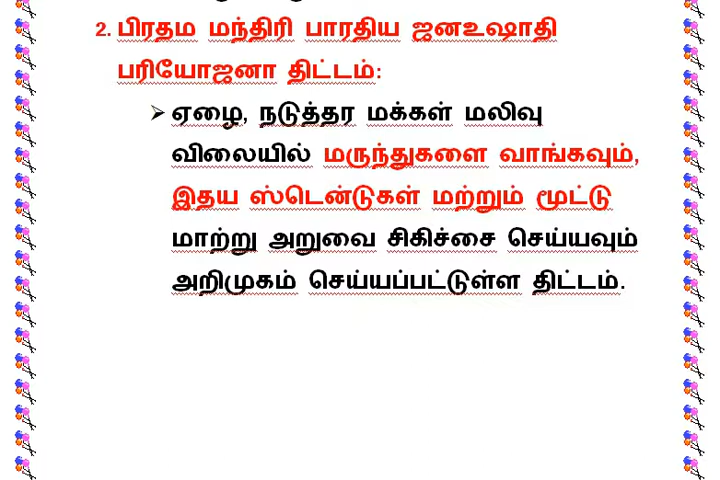 2. பிரதம மந்திரி பாரதிய ஜனஉஷாதி
பரியோஜனா திட்டம்:
➢ ஏழை, நடுத்தர மக்கள் மலிவு
விலையில் மருந்துகளை வாங்கவும்,
இதய ஸ்டென்டுகள் மற்றும் மூட்டு
மாற்று அறுவை சிகிச்சை செய்யவும்
அறிமுகம் செய்யப்பட்டுள்ள திட்டம்.